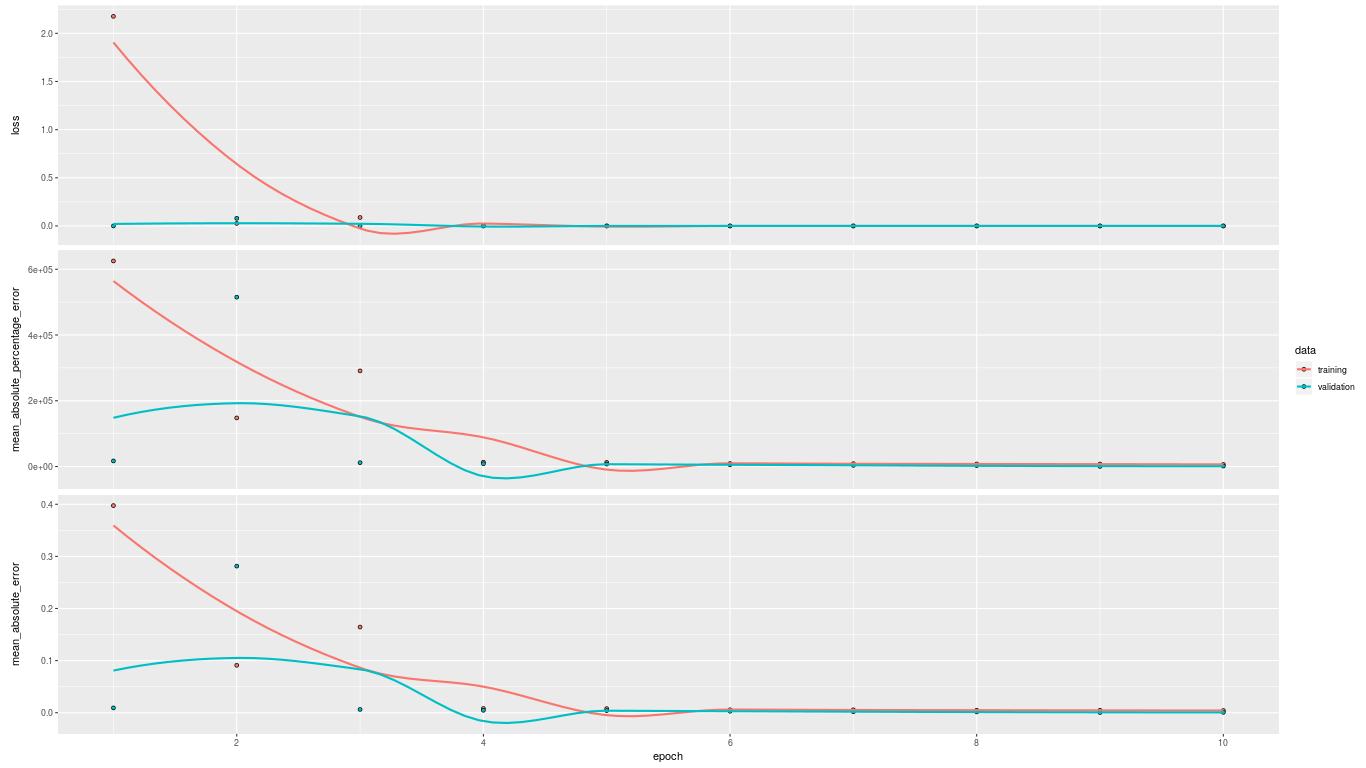 2.0
1.5
1.0
0.5
0.0
loss
6e+05
4e+05
2e+05
0e+00
mean_absolute_percentage_error
0.4
0.3
0.2
0.1
0.0
mean_absolute_error
2 4 6 8 10
epoch
data
training
validation